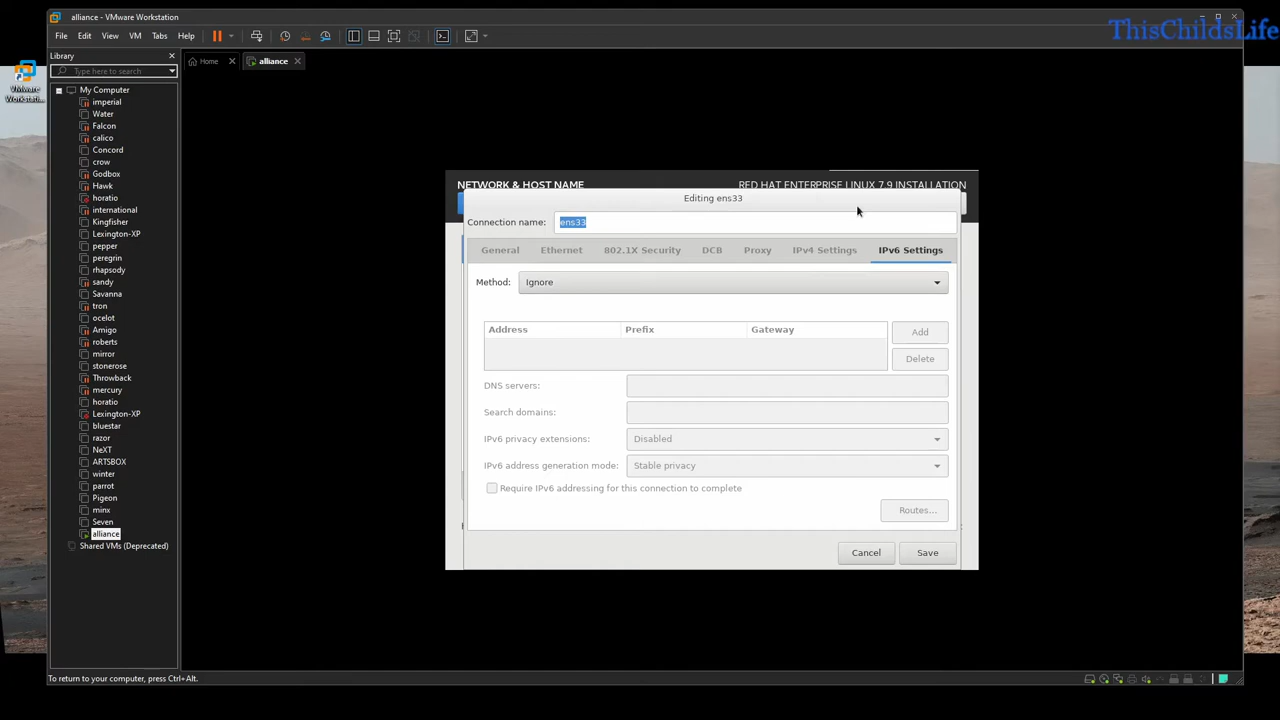 alliance - VMware Workstation
ThisChildsLife
File Edit View VM Tabs Help
Library
Type here to search
Home
alliance
VMware
Workstati...
My Computer
imperial
Water
Falcon
calico
Concord
crow
Godbox
Hawk
horatio
international
Kingfisher
Lexington-XP
pepper
peregrin
rhapsody
sandy
Savanna
tron
ocelot
Amigo
roberts
mirror
stonerose
Throwback
mercury
horatio
Lexington-XP
bluestar
razor
NeXT
ARTSBOX
winter
parrot
Pigeon
minx
Seven
alliance
Shared VMs (Deprecated)
NETWORK & HOST NAME
RED HAT ENTERPRISE LINUX 7.9 INSTALLATION
Editing ens33
Connection name: ens33
General Ethernet 802.1X Security DCB Proxy IPv4 Settings IPv6 Settings
Method: Ignore
Address Prefix Gateway
Add
Delete
DNS servers:
Search domains:
IPv6 privacy extensions: Disabled
IPv6 address generation mode: Stable privacy
Require IPv6 addressing for this connection to complete
Routes...
Cancel Save
To return to your computer, press Ctrl+Alt.